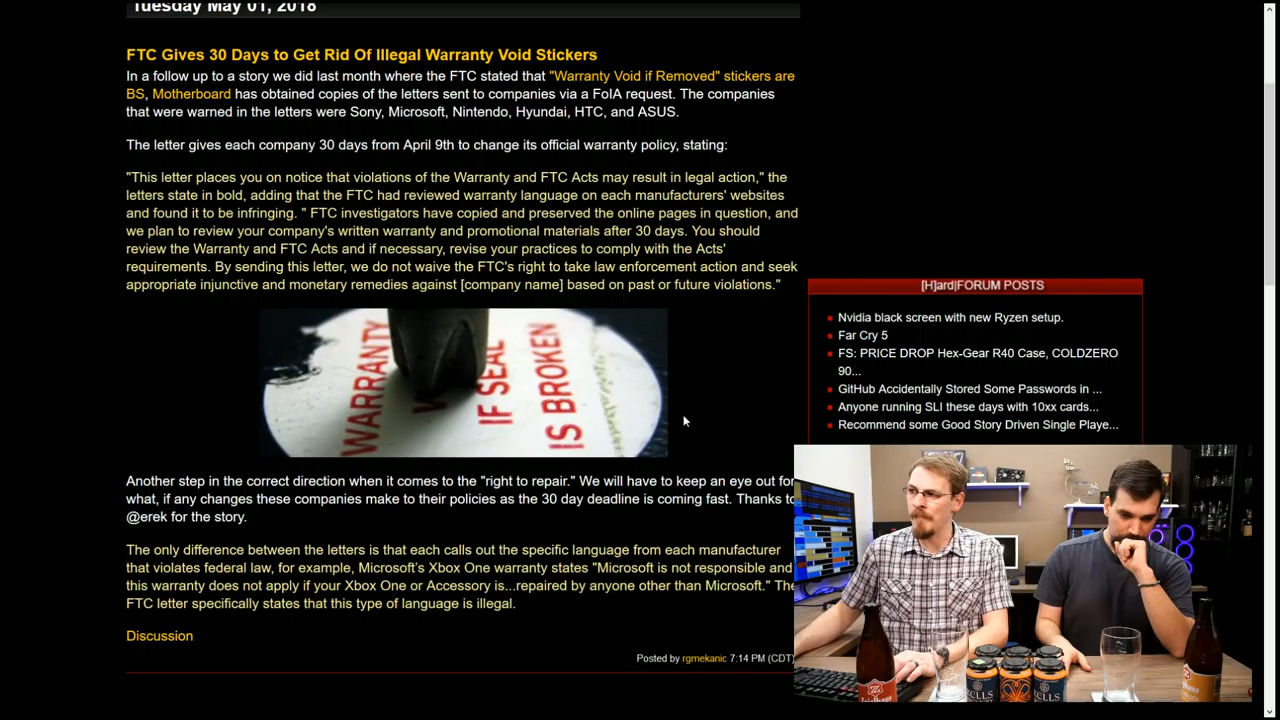 Tuesday May 01, 2018
FTC Gives 30 Days to Get Rid Of Illegal Warranty Void Stickers
In a follow up to a story we did last month where the FTC stated that "Warranty Void if Removed" stickers are
BS, Motherboard has obtained copies of the letters sent to companies via a FoIA request. The companies
that were warned in the letters were Sony, Microsoft, Nintendo, Hyundai, HTC, and ASUS.
The letter gives each company 30 days from April 9th to change its official warranty policy, stating:
"This letter places you on notice that violations of the Warranty and FTC Acts may result in legal action," the
letters state in bold, adding that the FTC had reviewed warranty language on each manufacturers' websites
and found it to be infringing. " FTC investigators have copied and preserved the online pages in question, and
we plan to review your company's written warranty and promotional materials after 30 days. You should
review the Warranty and FTC Acts and if necessary, revise your practices to comply with the Acts'
requirements. By sending this letter, we do not waive the FTC's right to take law enforcement action and seek
appropriate injunctive and monetary remedies against [company name] based on past or future violations."
WARRANTY
IF SEAL
IS BROKEN
Another step in the correct direction when it comes to the "right to repair." We will have to keep an eye out for
what, if any changes these companies make to their policies as the 30 day deadline is coming fast. Thanks to
@erek for the story.
The only difference between the letters is that each calls out the specific language from each manufacturer
that violates federal law, for example, Microsoft's Xbox One warranty states "Microsoft is not responsible and
this warranty does not apply if your Xbox One or Accessory is...repaired by anyone other than Microsoft." The
FTC letter specifically states that this type of language is illegal.
Discussion
Posted by rgmekanic 7:14 PM (CDT)
[H]ard|FORUM POSTS
Nvidia black screen with new Ryzen setup.
Far Cry 5
FS: PRICE DROP Hex-Gear R40 Case, COLDZERO
90...
GitHub Accidentally Stored Some Passwords in ...
Anyone running SLI these days with 10xx cards...
Recommend some Good Story Driven Single Playe...